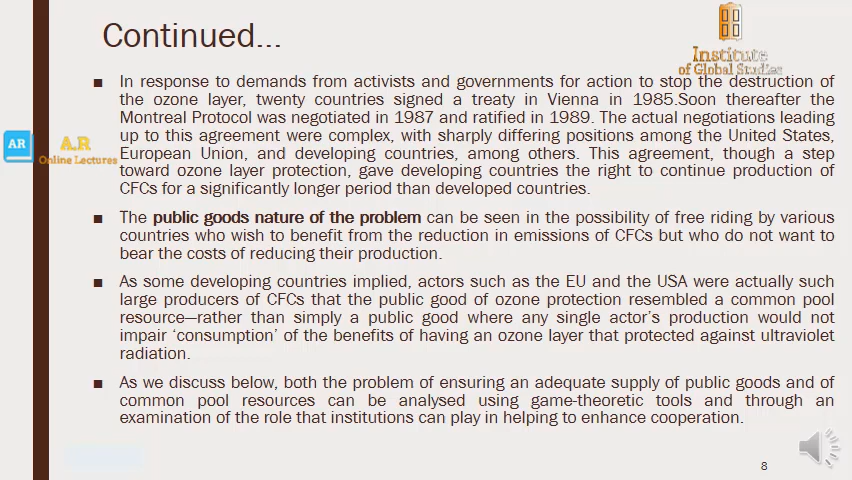 Continued...
Institute
of Global Studies
■ In response to demands from activists and governments for action to stop the destruction of
the ozone layer, twenty countries signed a treaty in Vienna in 1985.Soon thereafter the
Montreal Protocol was negotiated in 1987 and ratified in 1989. The actual negotiations leading
up to this agreement were complex, with sharply differing positions among the United States,
European Union, and developing countries, among others. This agreement, though a step
toward ozone layer protection, gave developing countries the right to continue production of
CFCs for a significantly longer period than developed countries.
AR
A.R
Online Lectures
■ The public goods nature of the problem can be seen in the possibility of free riding by various
countries who wish to benefit from the reduction in emissions of CFCs but who do not want to
bear the costs of reducing their production.
■ As some developing countries implied, actors such as the EU and the USA were actually such
large producers of CFCs that the public good of ozone protection resembled a common pool
resource—rather than simply a public good where any single actor's production would not
impair ‘consumption’ of the benefits of having an ozone layer that protected against ultraviolet
radiation.
■ As we discuss below, both the problem of ensuring an adequate supply of public goods and of
common pool resources can be analysed using game-theoretic tools and through an
examination of the role that institutions can play in helping to enhance cooperation.
8